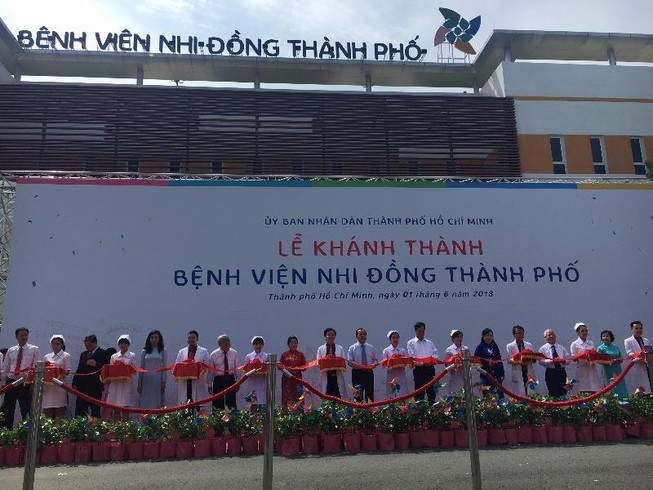 BỆNH VIỆN NHI ĐỒNG THÀNH PHỐ
ỦY BAN NHÂN DÂN THÀNH PHỐ HỒ CHÍ MINH
LỄ KHÁNH THÀNH
BỆNH VIỆN NHI ĐỒNG THÀNH PHỐ
Thành phố Hồ Chí Minh, ngày 01 tháng 6 năm 2018